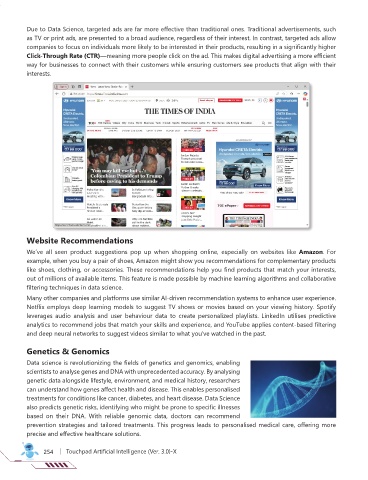 Due to Data Science, targeted ads are far more effective than traditional ones. Traditional advertisements, such
as TV or print ads, are presented to a broad audience, regardless of their interest. In contrast, targeted ads allow
companies to focus on individuals more likely to be interested in their products, resulting in a significantly higher
Click-Through Rate (CTR)—meaning more people click on the ad. This makes digital advertising a more efficient
way for businesses to connect with their customers while ensuring customers see products that align with their
interests.
THE TIMES OF INDIA
'You may kill me but...':
Colombian President to Trump
before caving to his demands
Website Recommendations
We've all seen product suggestions pop up when shopping online, especially on websites like Amazon. For
example, when you buy a pair of shoes, Amazon might show you recommendations for complementary products
like shoes, clothing, or accessories. These recommendations help you find products that match your interests,
out of millions of available items. This feature is made possible by machine learning algorithms and collaborative
filtering techniques in data science.
Many other companies and platforms use similar AI-driven recommendation systems to enhance user experience.
Netflix employs deep learning models to suggest TV shows or movies based on your viewing history. Spotify
leverages audio analysis and user behaviour data to create personalized playlists. LinkedIn utilises predictive
analytics to recommend jobs that match your skills and experience, and YouTube applies content-based filtering
and deep neural networks to suggest videos similar to what you've watched in the past.
Genetics & Genomics
Data science is revolutionizing the fields of genetics and genomics, enabling
scientists to analyse genes and DNA with unprecedented accuracy. By analysing
genetic data alongside lifestyle, environment, and medical history, researchers
can understand how genes affect health and disease. This enables personalised
treatments for conditions like cancer, diabetes, and heart disease. Data Science
also predicts genetic risks, identifying who might be prone to specific illnesses
based on their DNA. With reliable genomic data, doctors can recommend
prevention strategies and tailored treatments. This progress leads to personalised medical care, offering more
precise and effective healthcare solutions.
254 | Touchpad Artificial Intelligence (Ver. 3.0)-X